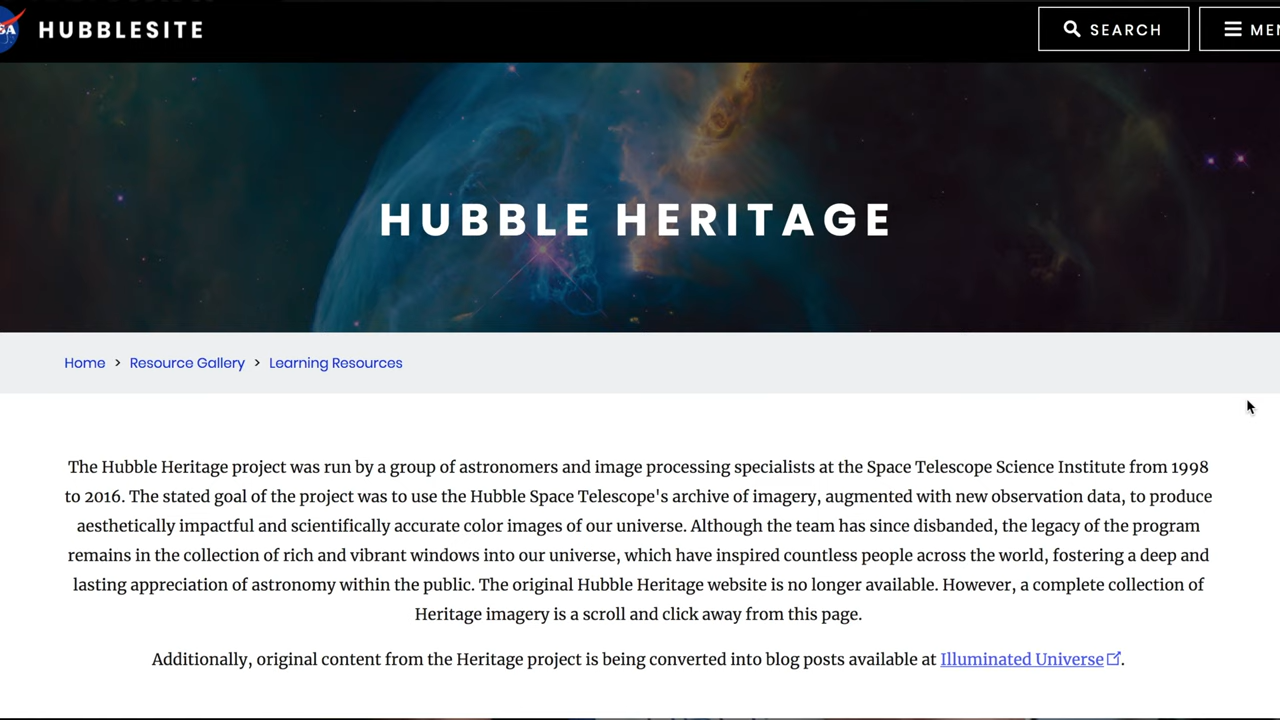 SA HUBBLESITE SEARCH MEN
HUBBLE HERITAGE
Home > Resource Gallery > Learning Resources
The Hubble Heritage project was run by a group of astronomers and image processing specialists at the Space Telescope Science Institute from 1998
to 2016. The stated goal of the project was to use the Hubble Space Telescope's archive of imagery, augmented with new observation data, to produce
aesthetically impactful and scientifically accurate color images of our universe. Although the team has since disbanded, the legacy of the program
remains in the collection of rich and vibrant windows into our universe, which have inspired countless people across the world, fostering a deep and
lasting appreciation of astronomy within the public. The original Hubble Heritage website is no longer available. However, a complete collection of
Heritage imagery is a scroll and click away from this page.
Additionally, original content from the Heritage project is being converted into blog posts available at Illuminated Universe.